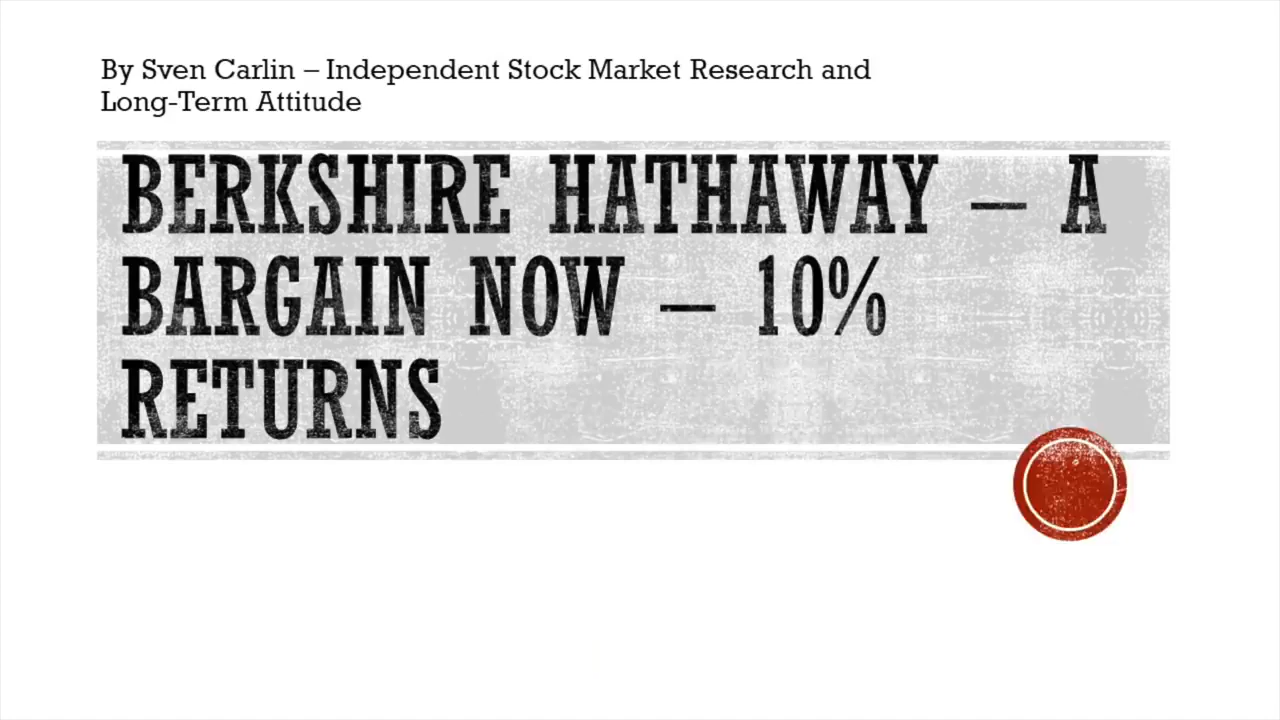 By Sven Carlin – Independent Stock Market Research and
Long-Term Attitude
BERKSHIRE HATHAWAY – A
BARGAIN NOW – 10%
RETURNS